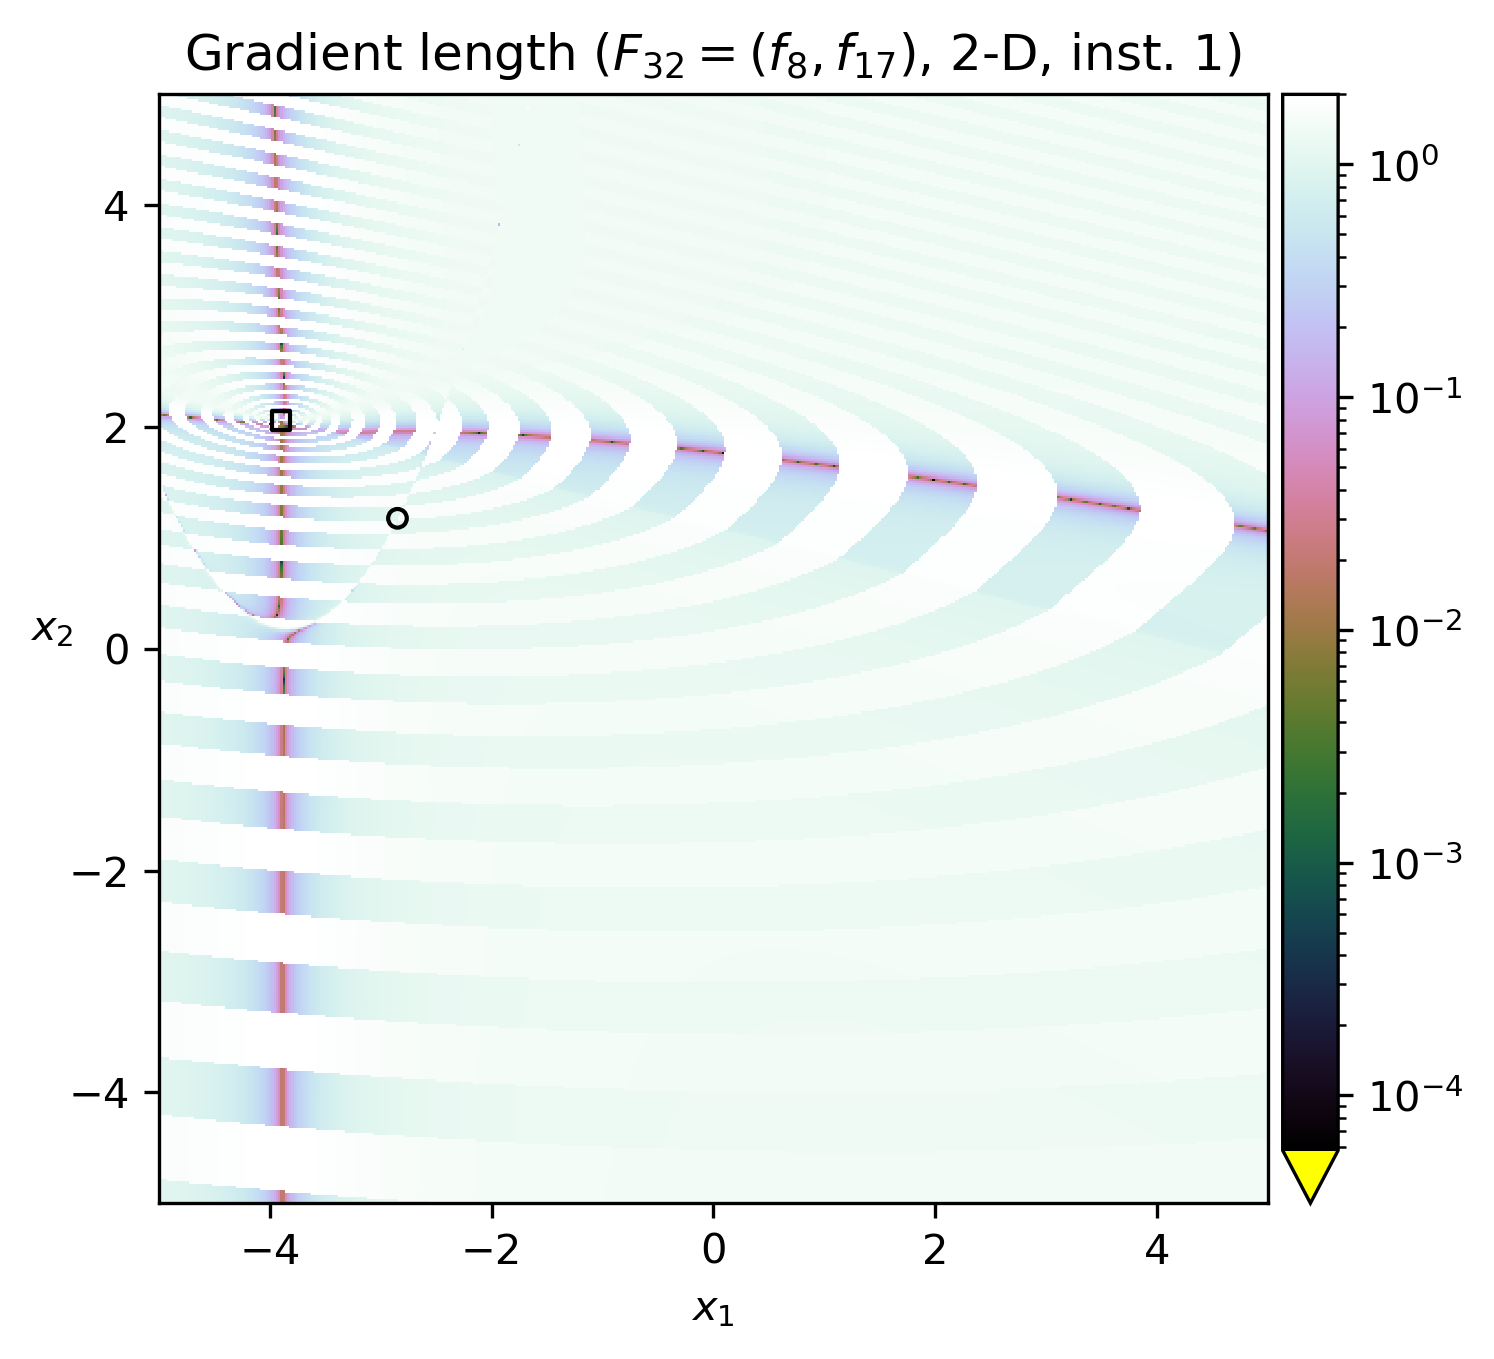 Gradient length (F₃₂ = (f₈, f₁₇), 2-D, inst. 1)
x₂
4
2
0
−2
−4
−4 −2 0 2 4
x₁
10⁰
10⁻¹
10⁻²
10⁻³
10⁻⁴